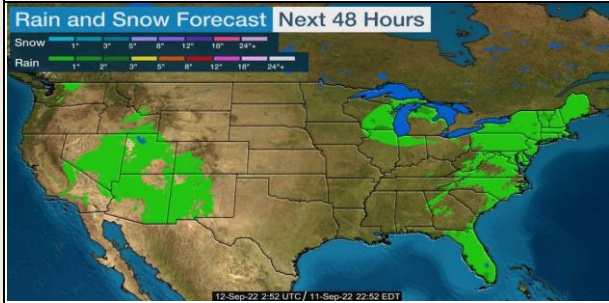 Rain and Snow Forecast Next 48 Hours
Snow
1" 3" 5" 8" 12" 18" 24"+
Rain
1" 2" 3" 5" 8" 12" 18" 24"+
12-Sep-22 2:52 UTC / 11-Sep-22 22:52 EDT